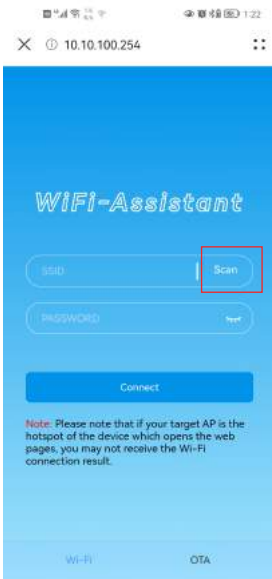 1:22
10.10.100.254
WiFi-Assistant
SSID
Scan
PASSWORD
Connect
Note: Please note that if your target AP is the
hotspot of the device which opens the web
pages, you may not receive the Wi-Fi
connection result.
Wi-Fi
OTA